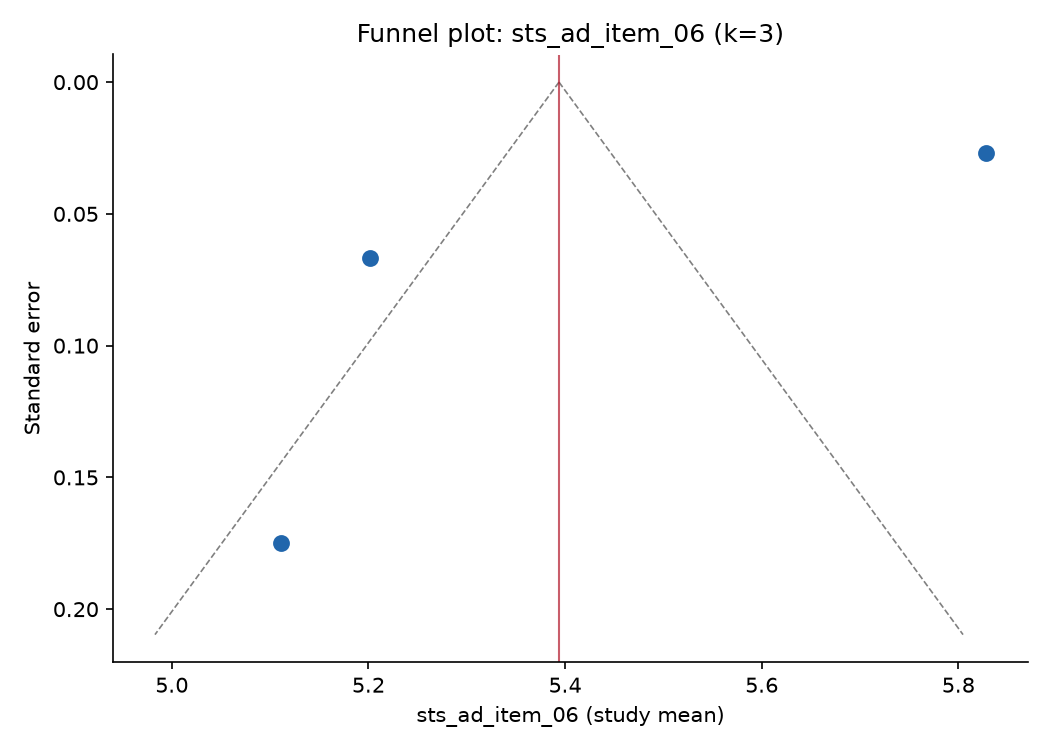 Funnel plot: sts_ad_item_06 (k=3)
0.00
0.05
0.10
0.15
0.20
Standard error
5.0 5.2 5.4 5.6 5.8
sts_ad_item_06 (study mean)